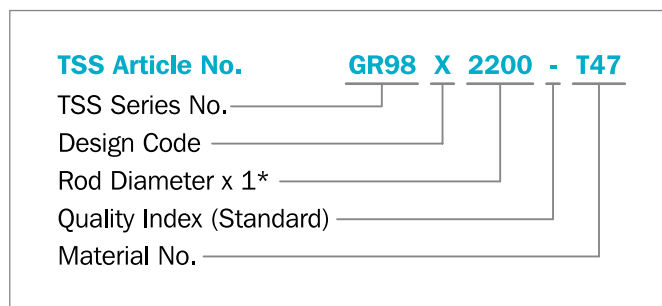 TSS Article No. GR98 X 2200 - T47
TSS Series No.
Design Code
Rod Diameter x 1*
Quality Index (Standard)
Material No.